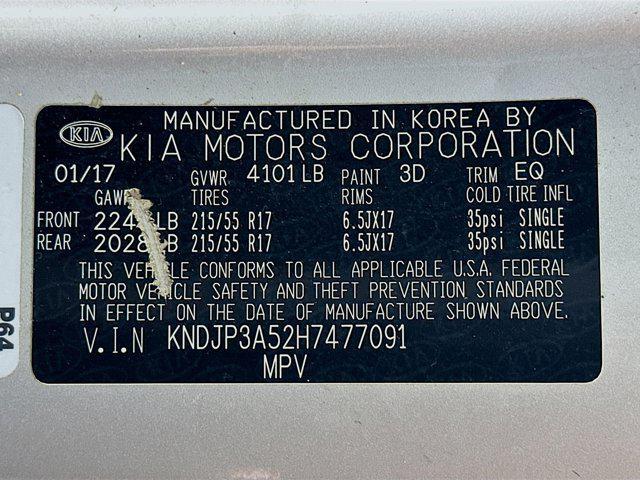 MANUFACTURED IN KOREA BY
KIA KIA MOTORS CORPORATION
01/17 GVWR 4101 LB PAINT 3D TRIM EQ
TIRES RIMS COLD TIRE INFL
FRONT 215/55 R17 6.5JX17 35psi SINGLE
REAR 215/55 R17 6.5JX17 35psi SINGLE
THIS VEHICLE CONFORMS TO ALL APPLICABLE U.S.A. FEDERAL
MOTOR VEHICLE SAFETY AND THEFT PREVENTION STANDARDS
IN EFFECT ON THE DATE OF MANUFACTURE SHOWN ABOVE.
V.I.N KNDJP3A52H7477091
MPV
P64